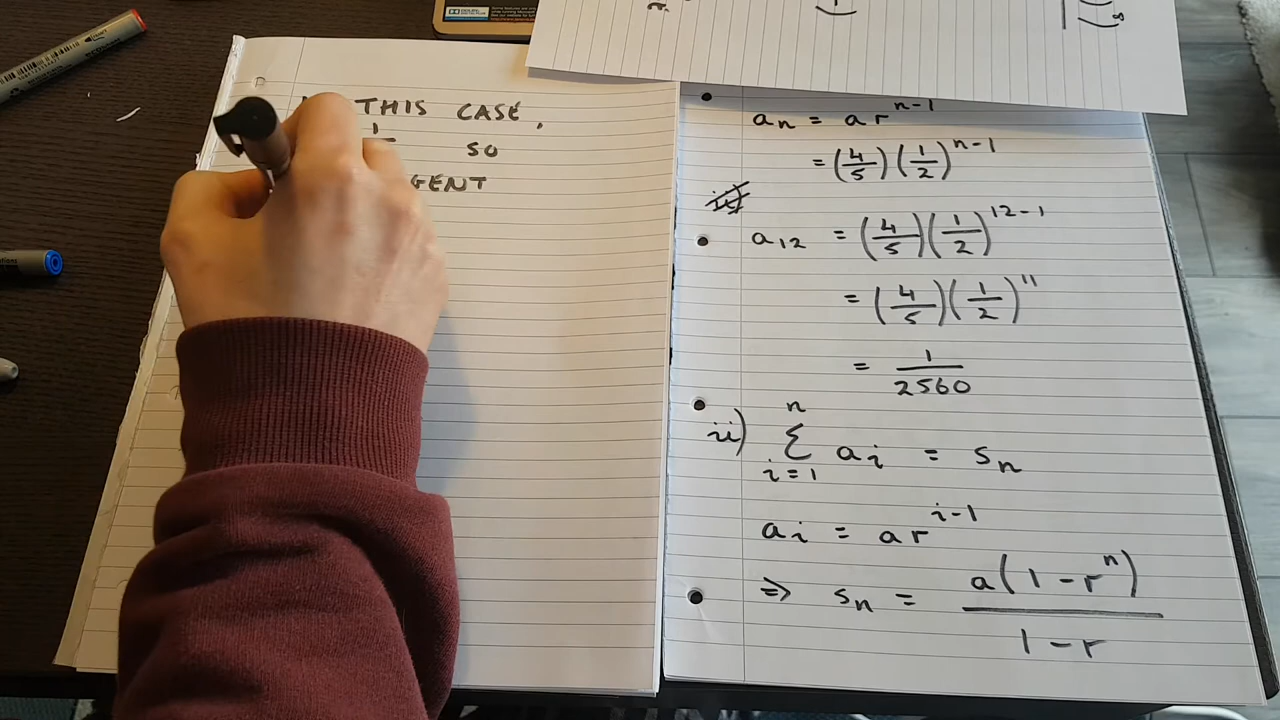 THIS CASE,
1 so
GENT
aₙ = ar^(n-1)
= (4/5)(1/2)^(n-1)
a₁₂ = (4/5)(1/2)^(12-1)
= (4/5)(1/2)^11
= 1/2560
ii) n Σ i=1 aᵢ = sₙ
aᵢ = ar^(i-1)
⇒ sₙ = a(1-rⁿ)/(1-r)